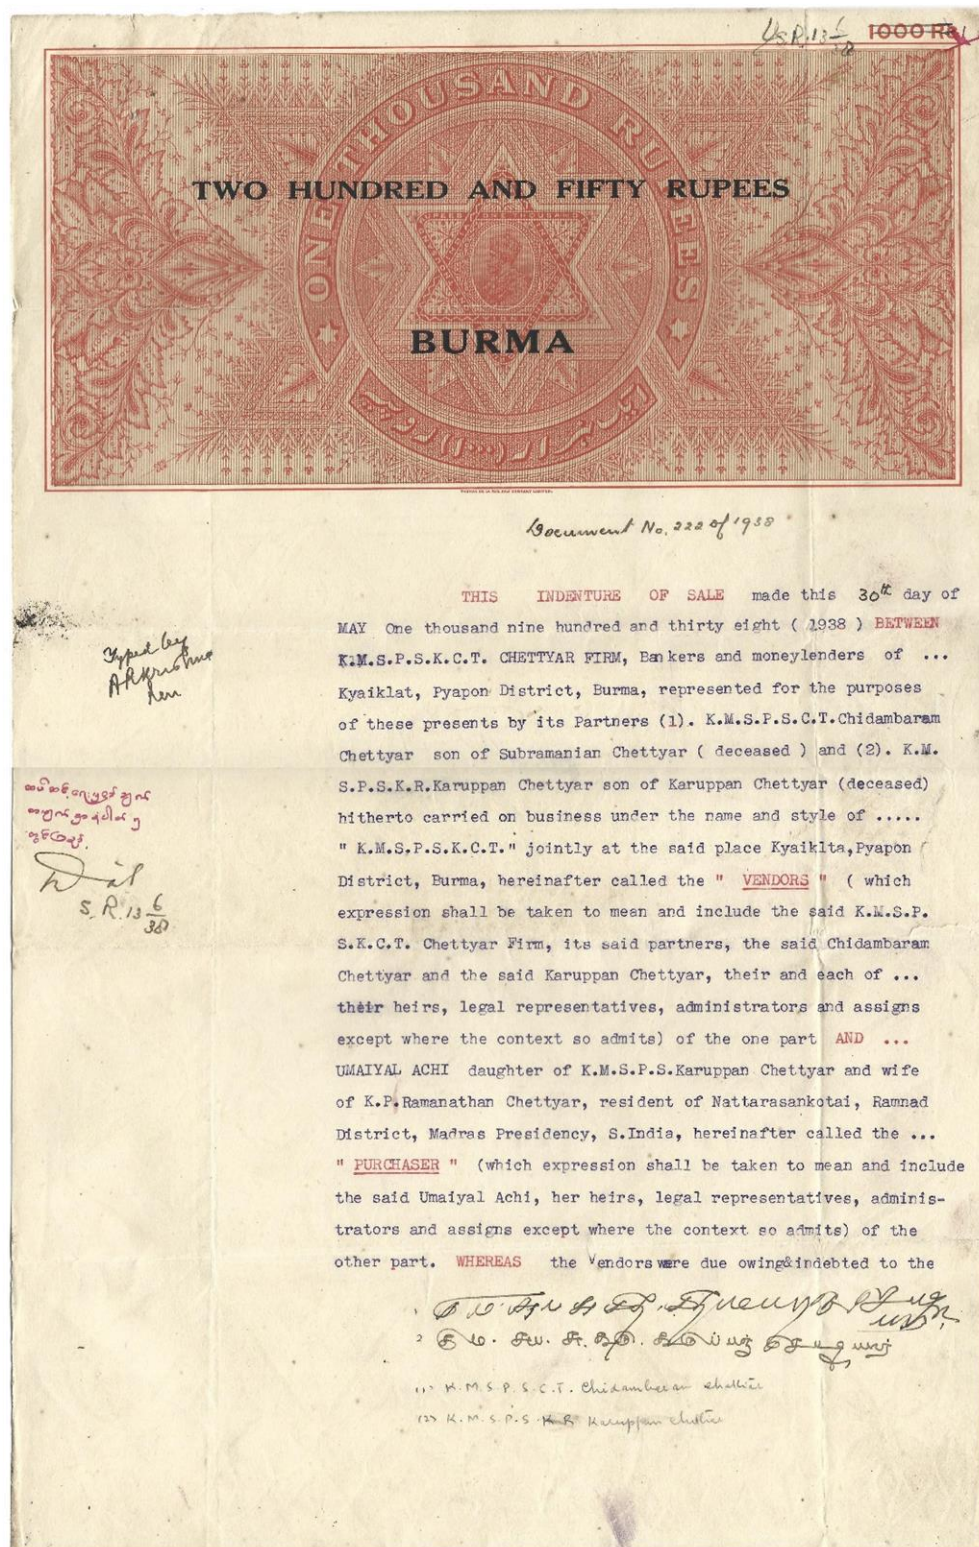 S.R. 13 6/38 1000 Rs
ONE THOUSAND RUPEES
TWO HUNDRED AND FIFTY RUPEES
BURMA
Document No. 222 of 1938
THIS INDENTURE OF SALE made this 30th day of
MAY One thousand nine hundred and thirty eight ( 1938 ) BETWEEN
K.M.S.P.S.K.C.T. CHETTYAR FIRM, Bankers and moneylenders of ...
Kyaiklat, Pyapon District, Burma, represented for the purposes
of these presents by its Partners (1). K.M.S.P.S.C.T.Chidambaram
Chettyar son of Subramanian Chettyar ( deceased ) and (2). K.M.
S.P.S.K.R.Karuppan Chettyar son of Karuppan Chettyar (deceased)
hitherto carried on business under the name and style of .....
" K.M.S.P.S.K.C.T." jointly at the said place Kyaiklta,Pyapon
District, Burma, hereinafter called the " VENDORS " ( which
expression shall be taken to mean and include the said K.M.S.P.
S.K.C.T. Chettyar Firm, its said partners, the said Chidambaram
Chettyar and the said Karuppan Chettyar, their and each of ...
their heirs, legal representatives, administrators and assigns
except where the context so admits) of the one part AND ...
UMAIYAL ACHI daughter of K.M.S.P.S.Karuppan Chettyar and wife
of K.P.Ramanathan Chettyar, resident of Nattarasankotai, Ramnad
District, Madras Presidency, S.India, hereinafter called the ...
" PURCHASER " (which expression shall be taken to mean and include
the said Umaiyal Achi, her heirs, legal representatives, adminis-
trators and assigns except where the context so admits) of the
other part. WHEREAS the Vendors were due owing&indebted to the
Typed by
S.R. 13 6/38
(1) K.M.S.P.S.C.T. Chidambaram
(2) K.M.S.P.S K R Karuppan